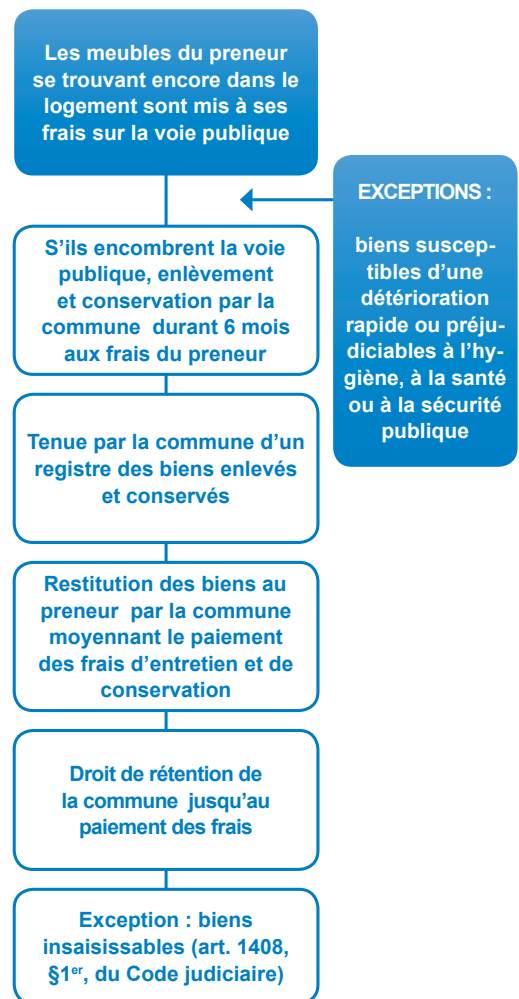 Les meubles du preneur
se trouvant encore dans le
logement sont mis à ses
frais sur la voie publique
EXCEPTIONS :
biens suscep-
tibles d'une
détérioration
rapide ou préju-
diciables à l'hy-
giène, à la santé
ou à la sécurité
publique
S'ils encombrent la voie
publique, enlèvement
et conservation par la
commune durant 6 mois
aux frais du preneur
Tenue par la commune d'un
registre des biens enlevés
et conservés
Restitution des biens au
preneur par la commune
moyennant le paiement
des frais d'entretien et de
conservation
Droit de rétention de
la commune jusqu'au
paiement des frais
Exception : biens
insaisissables (art. 1408,
§1er, du Code judiciaire)